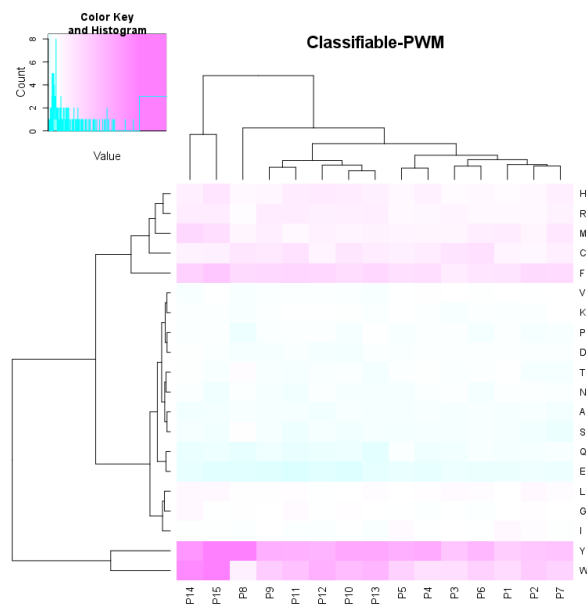 Color Key
and Histogram
Count
0 2 4 6 8
Value
Classifiable-PWM
H
R
M
C
F
V
K
P
D
T
N
A
S
Q
E
L
G
I
Y
W
P14 P15 P8 P9 P11 P12 P10 P13 P5 P4 P3 P6 P1 P2 P7